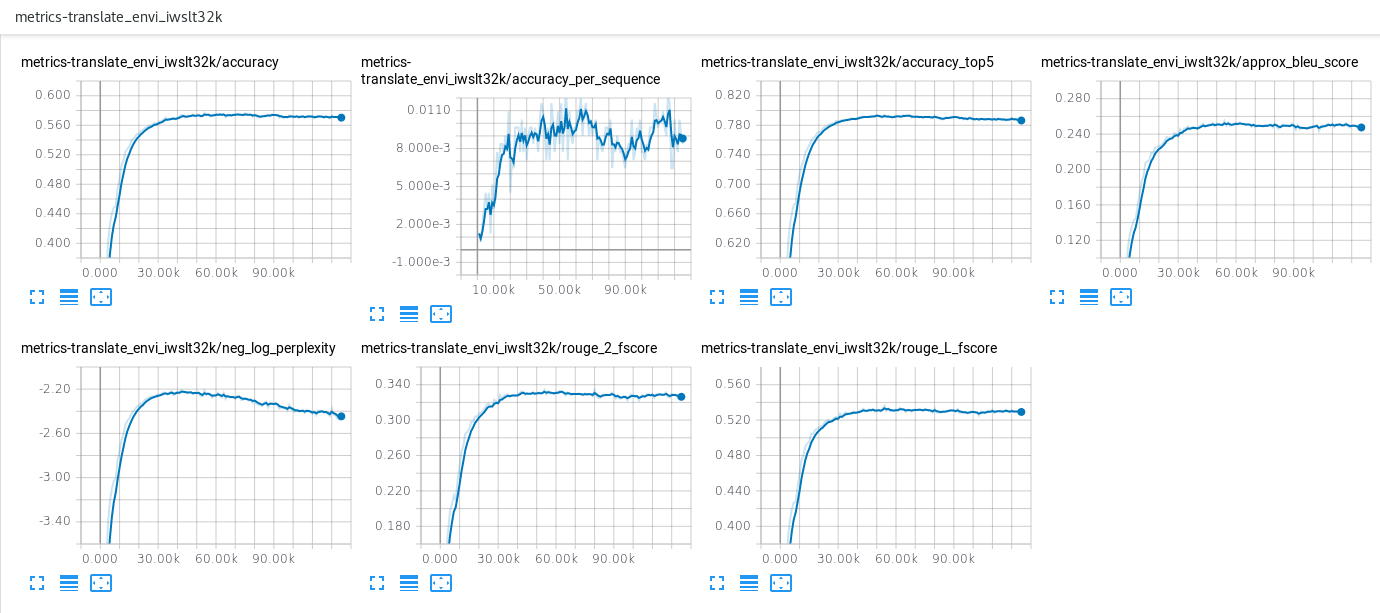 metrics-translate_envi_iwslt32k
metrics-translate_envi_iwslt32k/accuracy
0.600
0.560
0.520
0.480
0.440
0.400
0.000 30.00k 60.00k 90.00k
metrics-
translate_envi_iwslt32k/accuracy_per_sequence
0.0110
8.000e-3
5.000e-3
2.000e-3
-1.000e-3
10.00k 50.00k 90.00k
metrics-translate_envi_iwslt32k/accuracy_top5
0.820
0.780
0.740
0.700
0.660
0.620
0.000 30.00k 60.00k 90.00k
metrics-translate_envi_iwslt32k/approx_bleu_score
0.280
0.240
0.200
0.160
0.120
0.000 30.00k 60.00k 90.00k
metrics-translate_envi_iwslt32k/neg_log_perplexity
-2.20
-2.60
-3.00
-3.40
0.000 30.00k 60.00k 90.00k
metrics-translate_envi_iwslt32k/rouge_2_fscore
0.340
0.300
0.260
0.220
0.180
0.000 30.00k 60.00k 90.00k
metrics-translate_envi_iwslt32k/rouge_L_fscore
0.560
0.520
0.480
0.440
0.400
0.000 30.00k 60.00k 90.00k